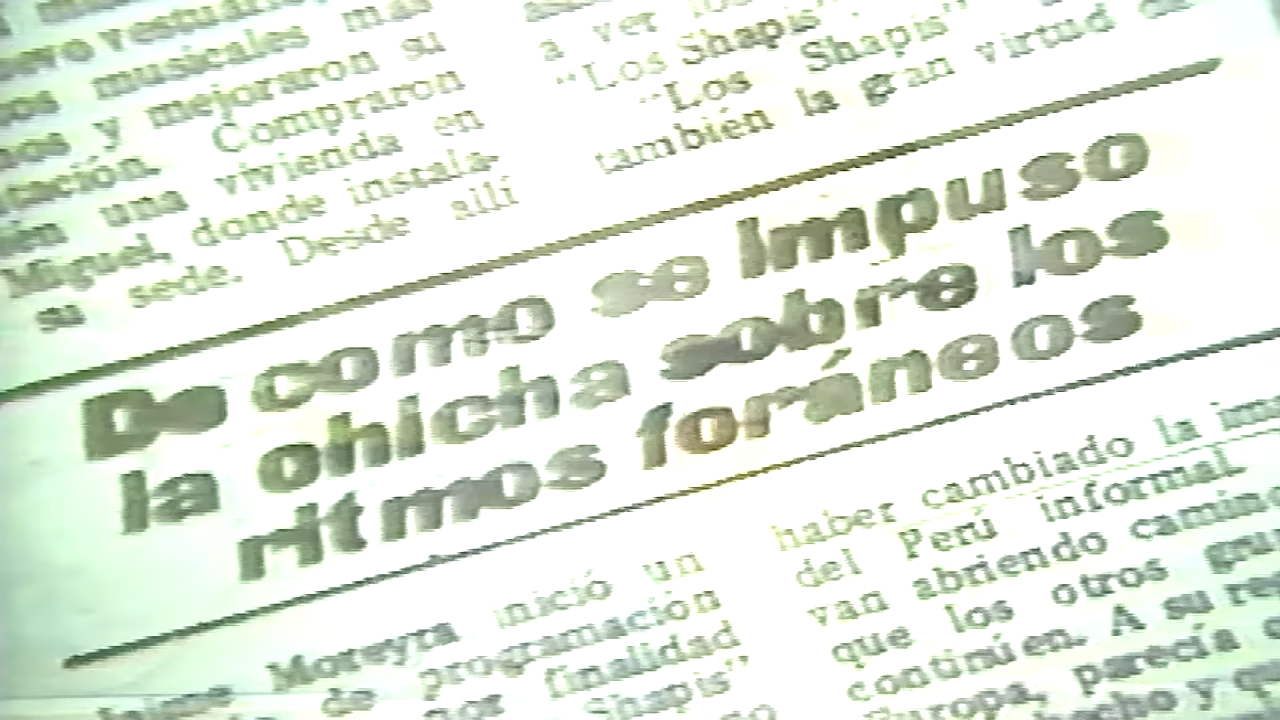 evo vestuario
musicales más
y mejoraron su
Compraron
una vivienda en
Miguel, donde instala-
su sede. Desde allí
a ver los
"Los Shapis"
"Los Shapis"
también la gran virtud de
De como se impuso
la chicha sobre los
ritmos foráneos
Moreyra inició un
de programación
por finalidad
Shapis"
haber cambiado la
del Perú informal.
van abriendo camino
que los otros
continúen. A su
Europa, parecía
y